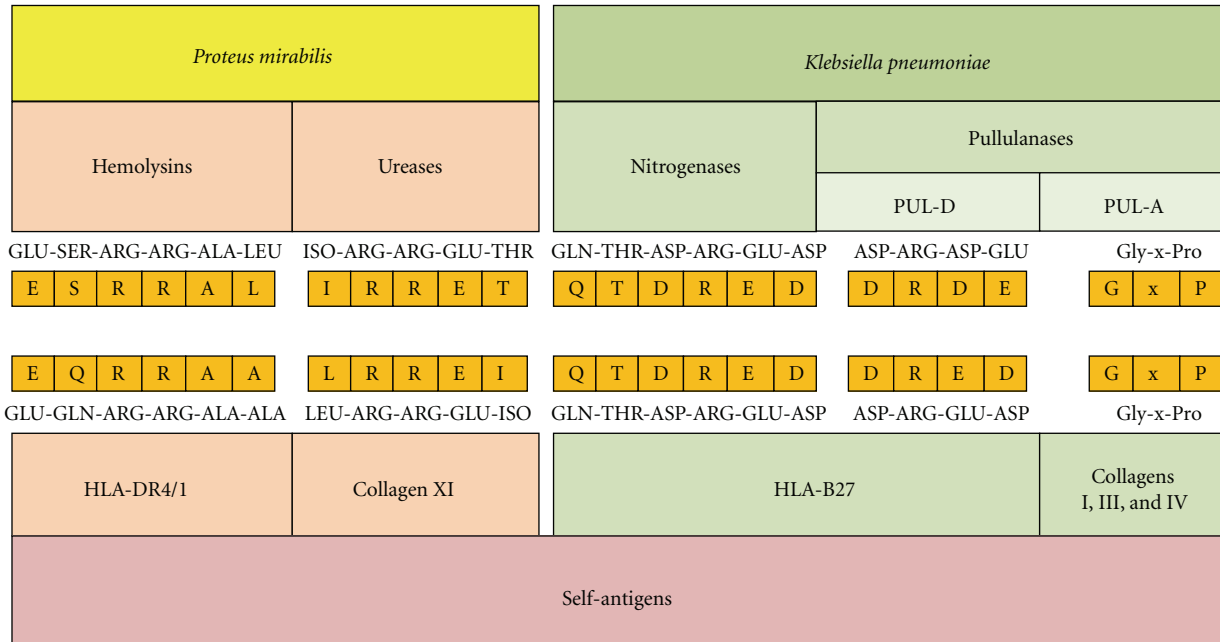 Proteus mirabilis
Klebsiella pneumoniae
Hemolysins
Ureases
Nitrogenases
Pullulanases
PUL-D
PUL-A
GLU-SER-ARG-ARG-ALA-LEU
ISO-ARG-ARG-GLU-THR
GLN-THR-ASP-ARG-GLU-ASP
ASP-ARG-ASP-GLU
Gly-x-Pro
E S R R A L
I R R E T
Q T D R E D
D R D E
G x P
E Q R R A A
L R R E I
Q T D R E D
D R E D
G x P
GLU-GLN-ARG-ARG-ALA-ALA
LEU-ARG-ARG-GLU-ISO
GLN-THR-ASP-ARG-GLU-ASP
ASP-ARG-GLU-ASP
Gly-x-Pro
HLA-DR4/1
Collagen XI
HLA-B27
Collagens
I, III, and IV
Self-antigens